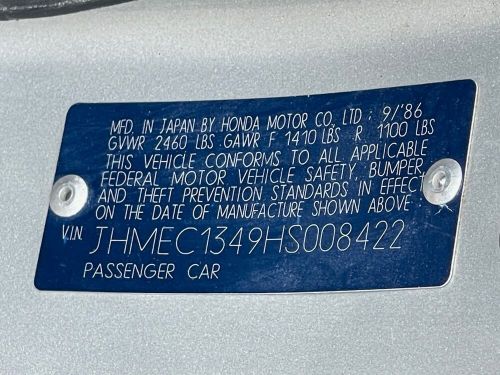 MFD. IN JAPAN BY HONDA MOTOR CO., LTD.; 9/'86
GVWR 2460 LBS GAWR F 1410 LBS R 1100 LBS
THIS VEHICLE CONFORMS TO ALL APPLICABLE
FEDERAL MOTOR VEHICLE SAFETY, BUMPER,
AND THEFT PREVENTION STANDARDS IN EFFECT
ON THE DATE OF MANUFACTURE SHOWN ABOVE.
V.I.N. JHMEC1349HS008422
PASSENGER CAR